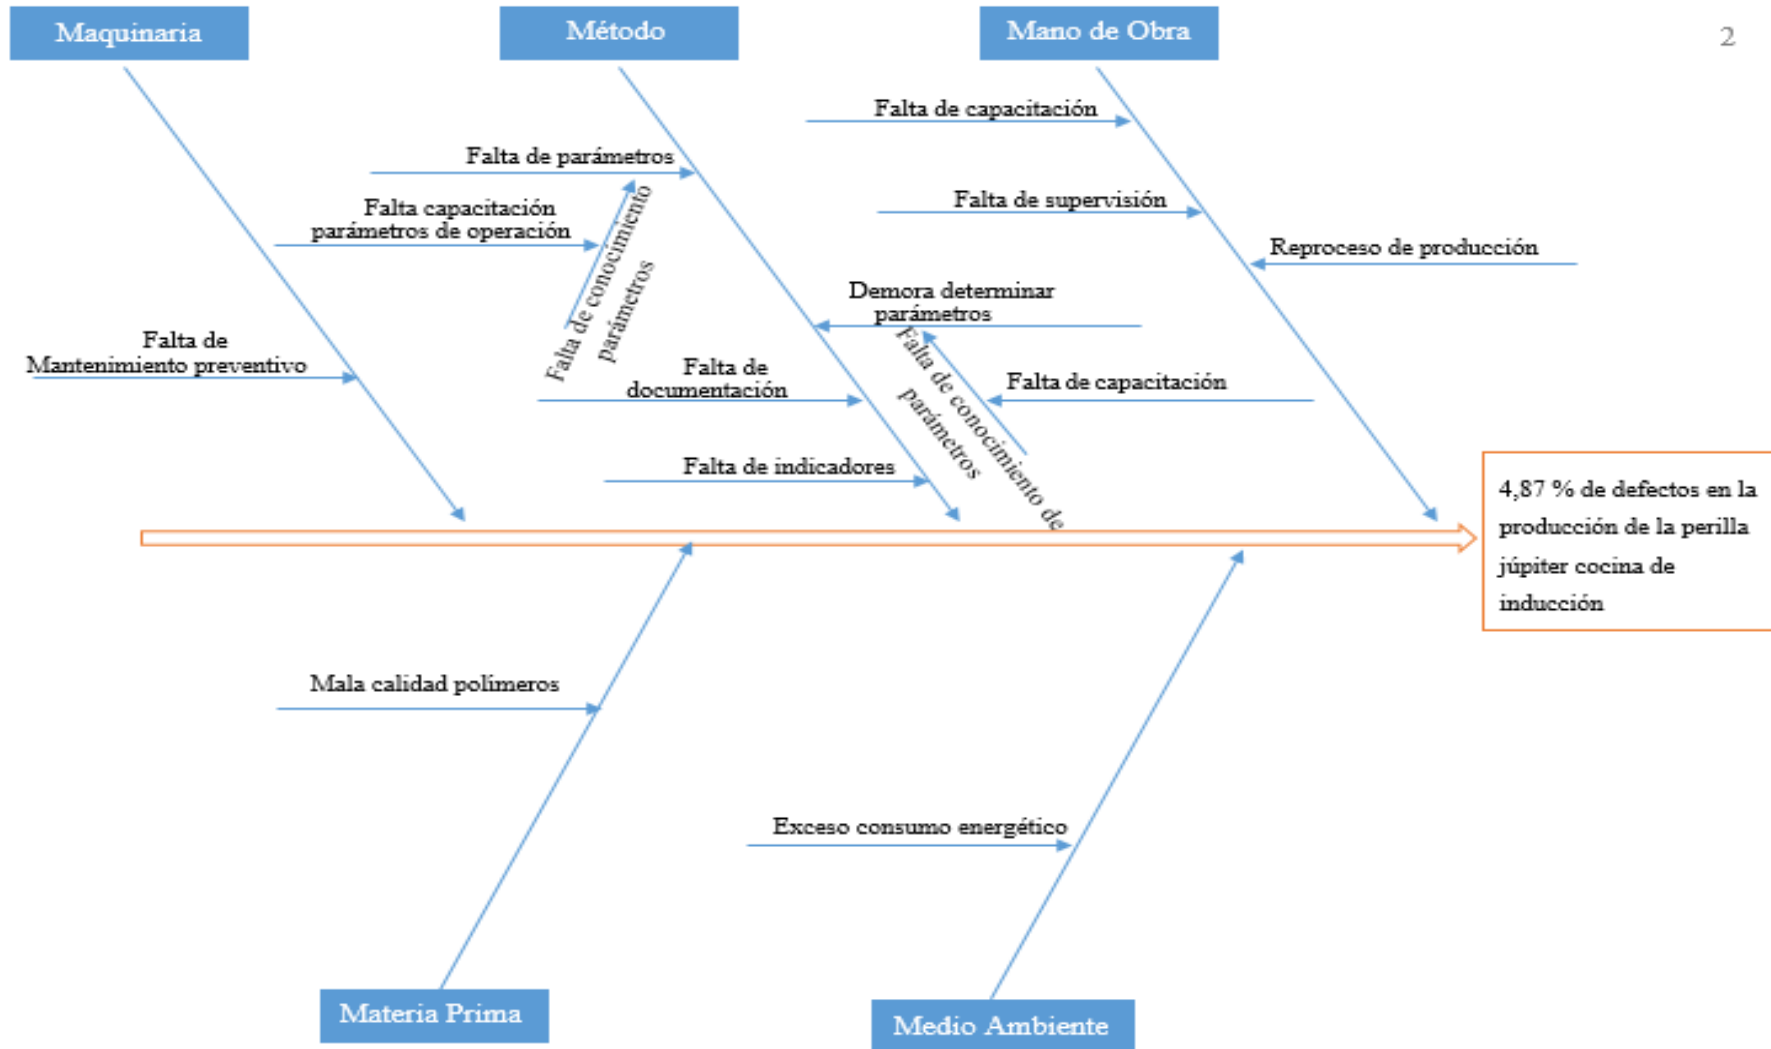 Maquinaria
Método
Mano de Obra
2
Falta de capacitación
Falta de parámetros
Falta capacitación
parámetros de operación
Falta de conocimiento
parámetros
Falta de supervisión
Reproceso de producción
Demora determinar
parámetros
Falta de
Mantenimiento preventivo
Falta de
documentación
Falta de conocimiento de
parámetros
Falta de capacitación
Falta de indicadores
4,87 % de defectos en la
producción de la perilla
júpiter cocina de
inducción
Mala calidad polímeros
Exceso consumo energético
Materia Prima
Medio Ambiente